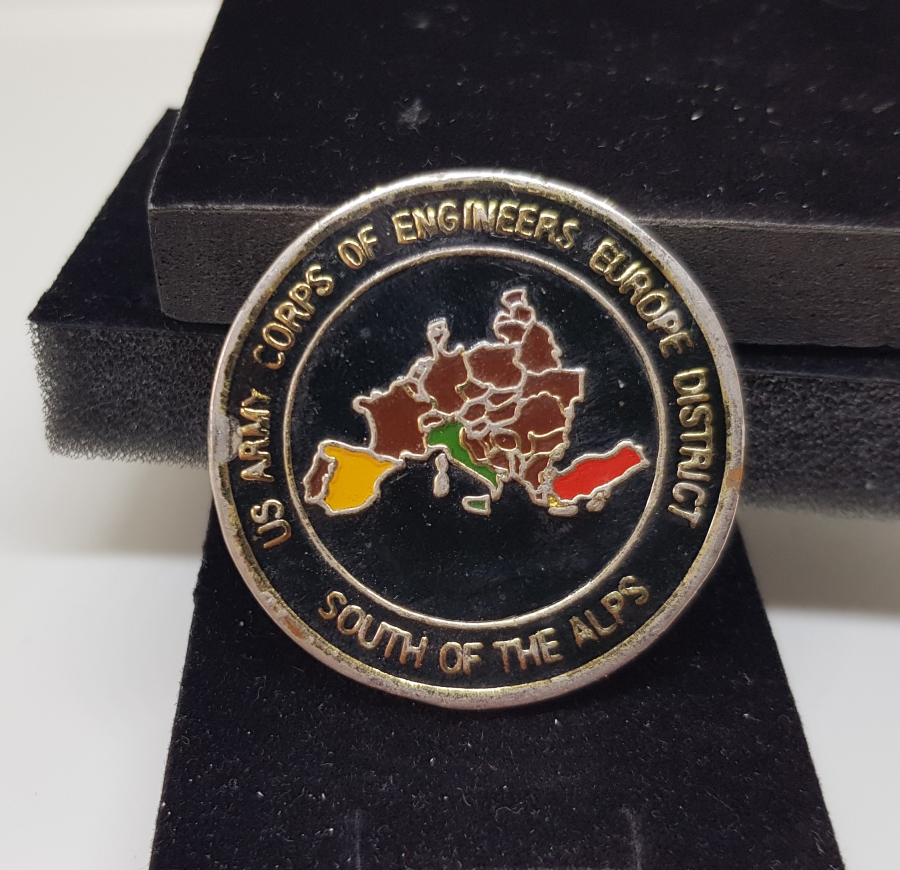 US ARMY CORPS OF ENGINEERS EUROPE DISTRICT
SOUTH OF THE ALPS